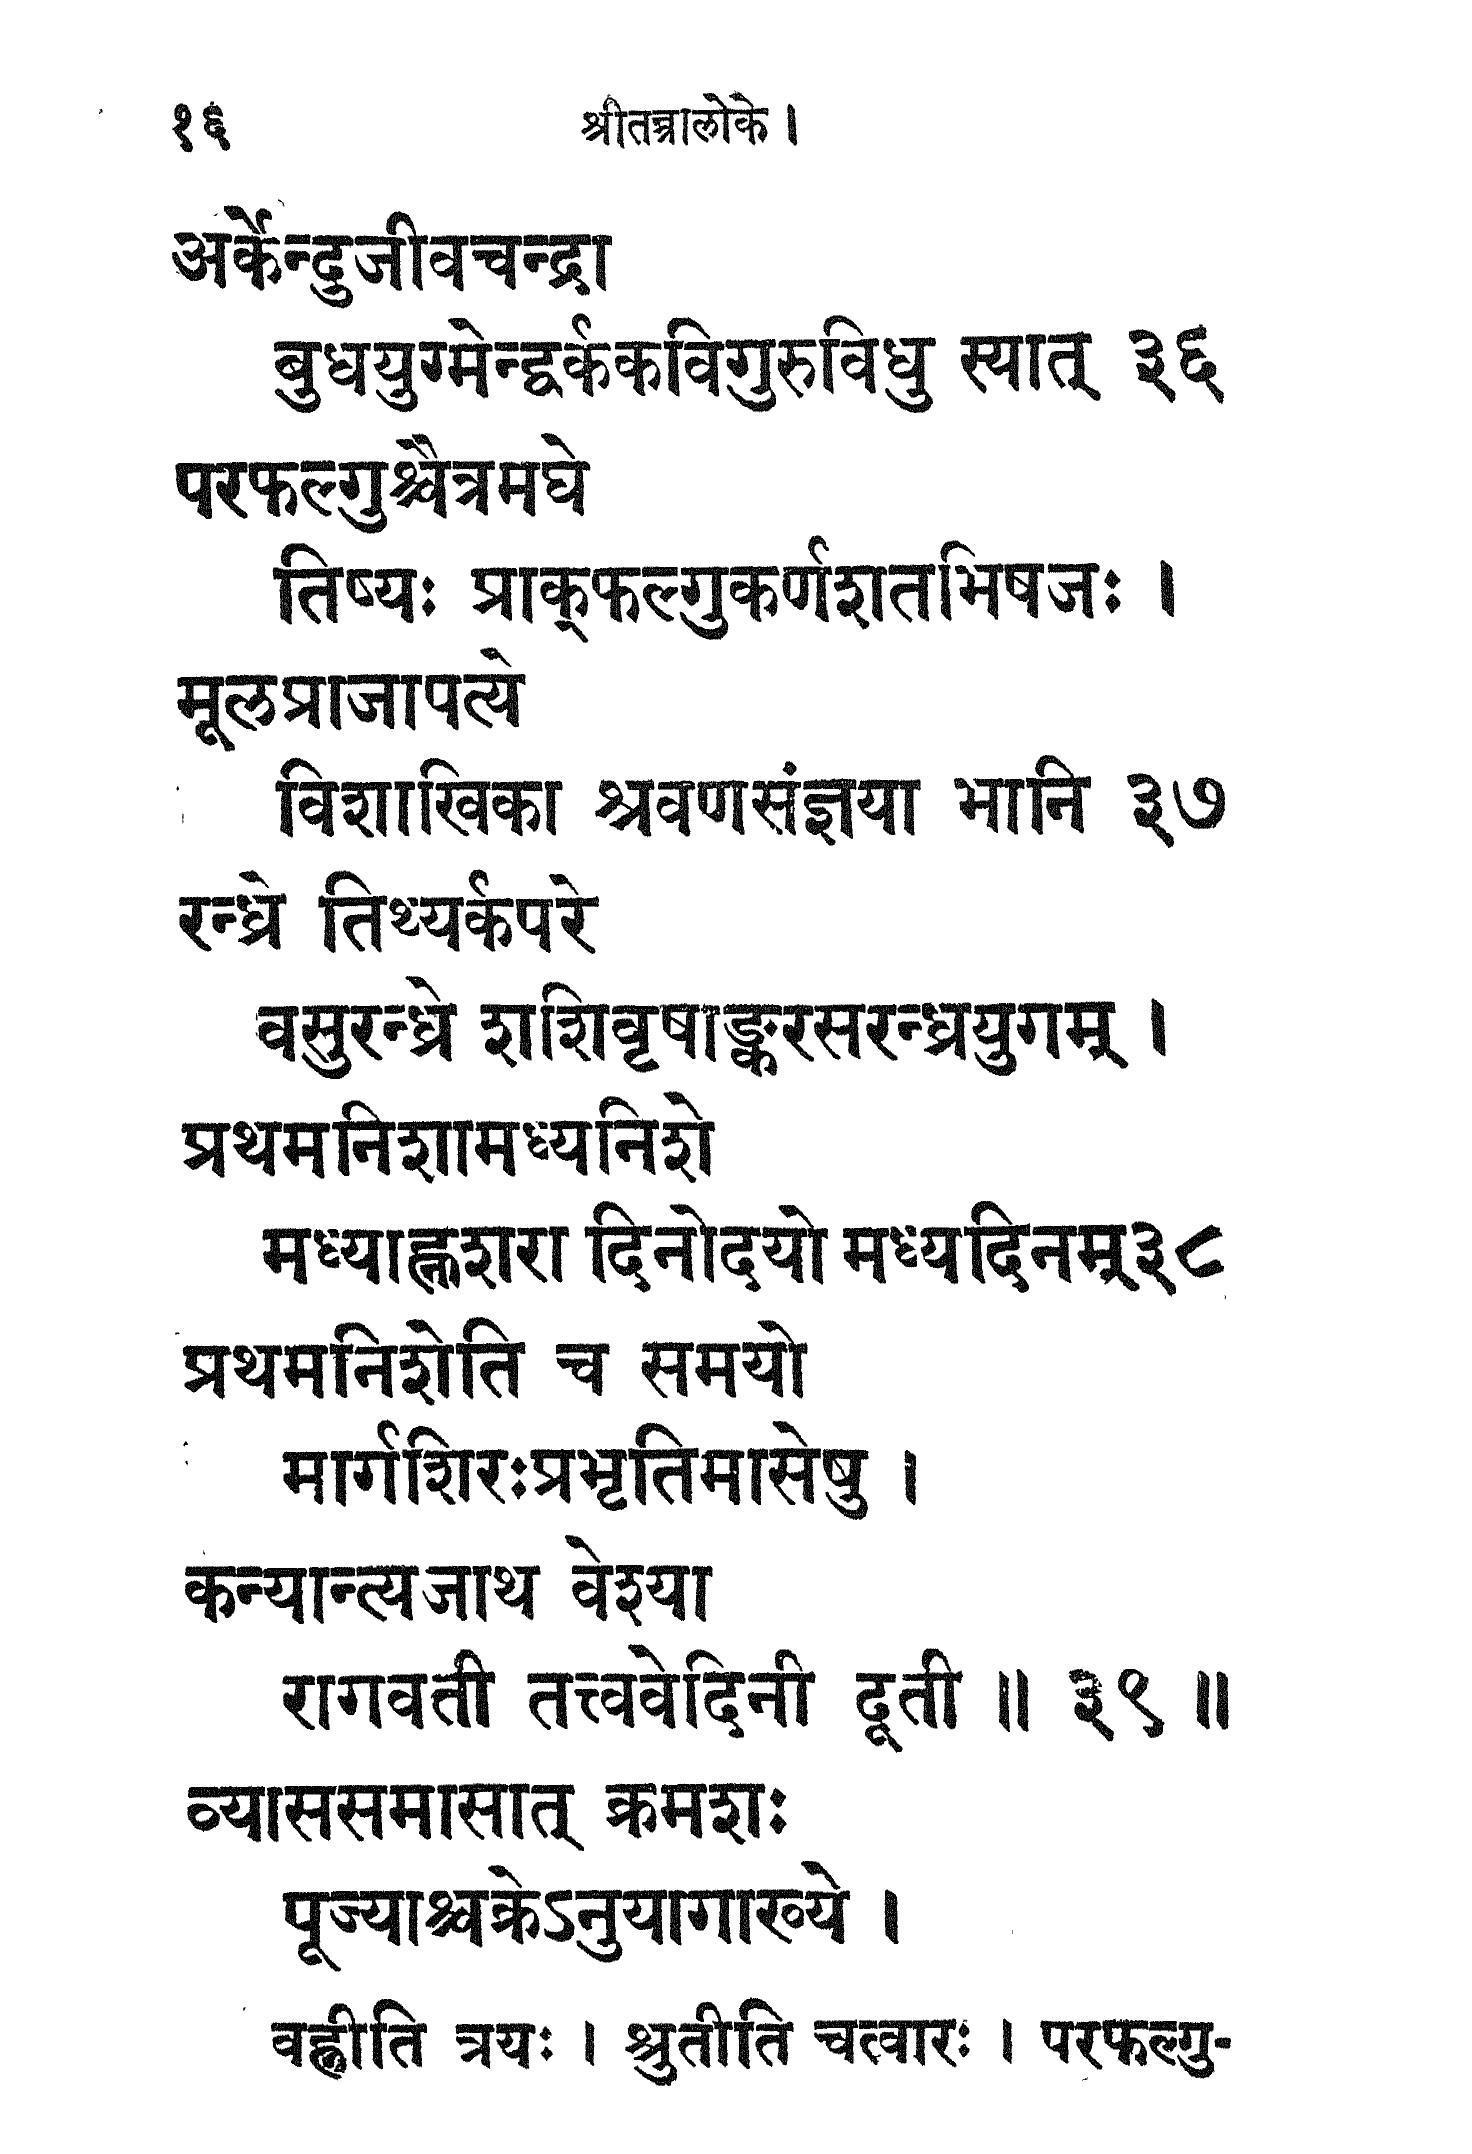 १६ श्रीतन्त्रालोके ।
अर्केन्दुजीवचन्द्रा
बुधयुग्मेन्द्वर्ककविगुरुविधु स्यात् ३६
परफल्गुश्चैत्रमघे
तिष्यः प्राक्फल्गुकर्णशतभिषजः ।
मूलप्राजापत्ये
विशाखिका श्रवणसंज्ञया भानि ३७
रन्ध्रे तिथ्यर्कपरे
वसुरन्ध्रे शशिवृषाङ्करसरन्ध्रयुगम् ।
प्रथमनिशामध्यनिशे
मध्याह्नशरा दिनोदयो मध्यदिनम्३८
प्रथमनिशेति च समयो
मार्गशिरःप्रभृतिमासेषु ।
कन्यान्त्यजाथ वेश्या
रागवती तत्त्ववेदिनी दूती ॥ ३९ ॥
व्याससमासात् क्रमशः
पूज्याश्चक्रेऽनुयागाख्ये ।
वह्नीति त्रयः । श्रुतीति चत्वारः । परफल्गु-